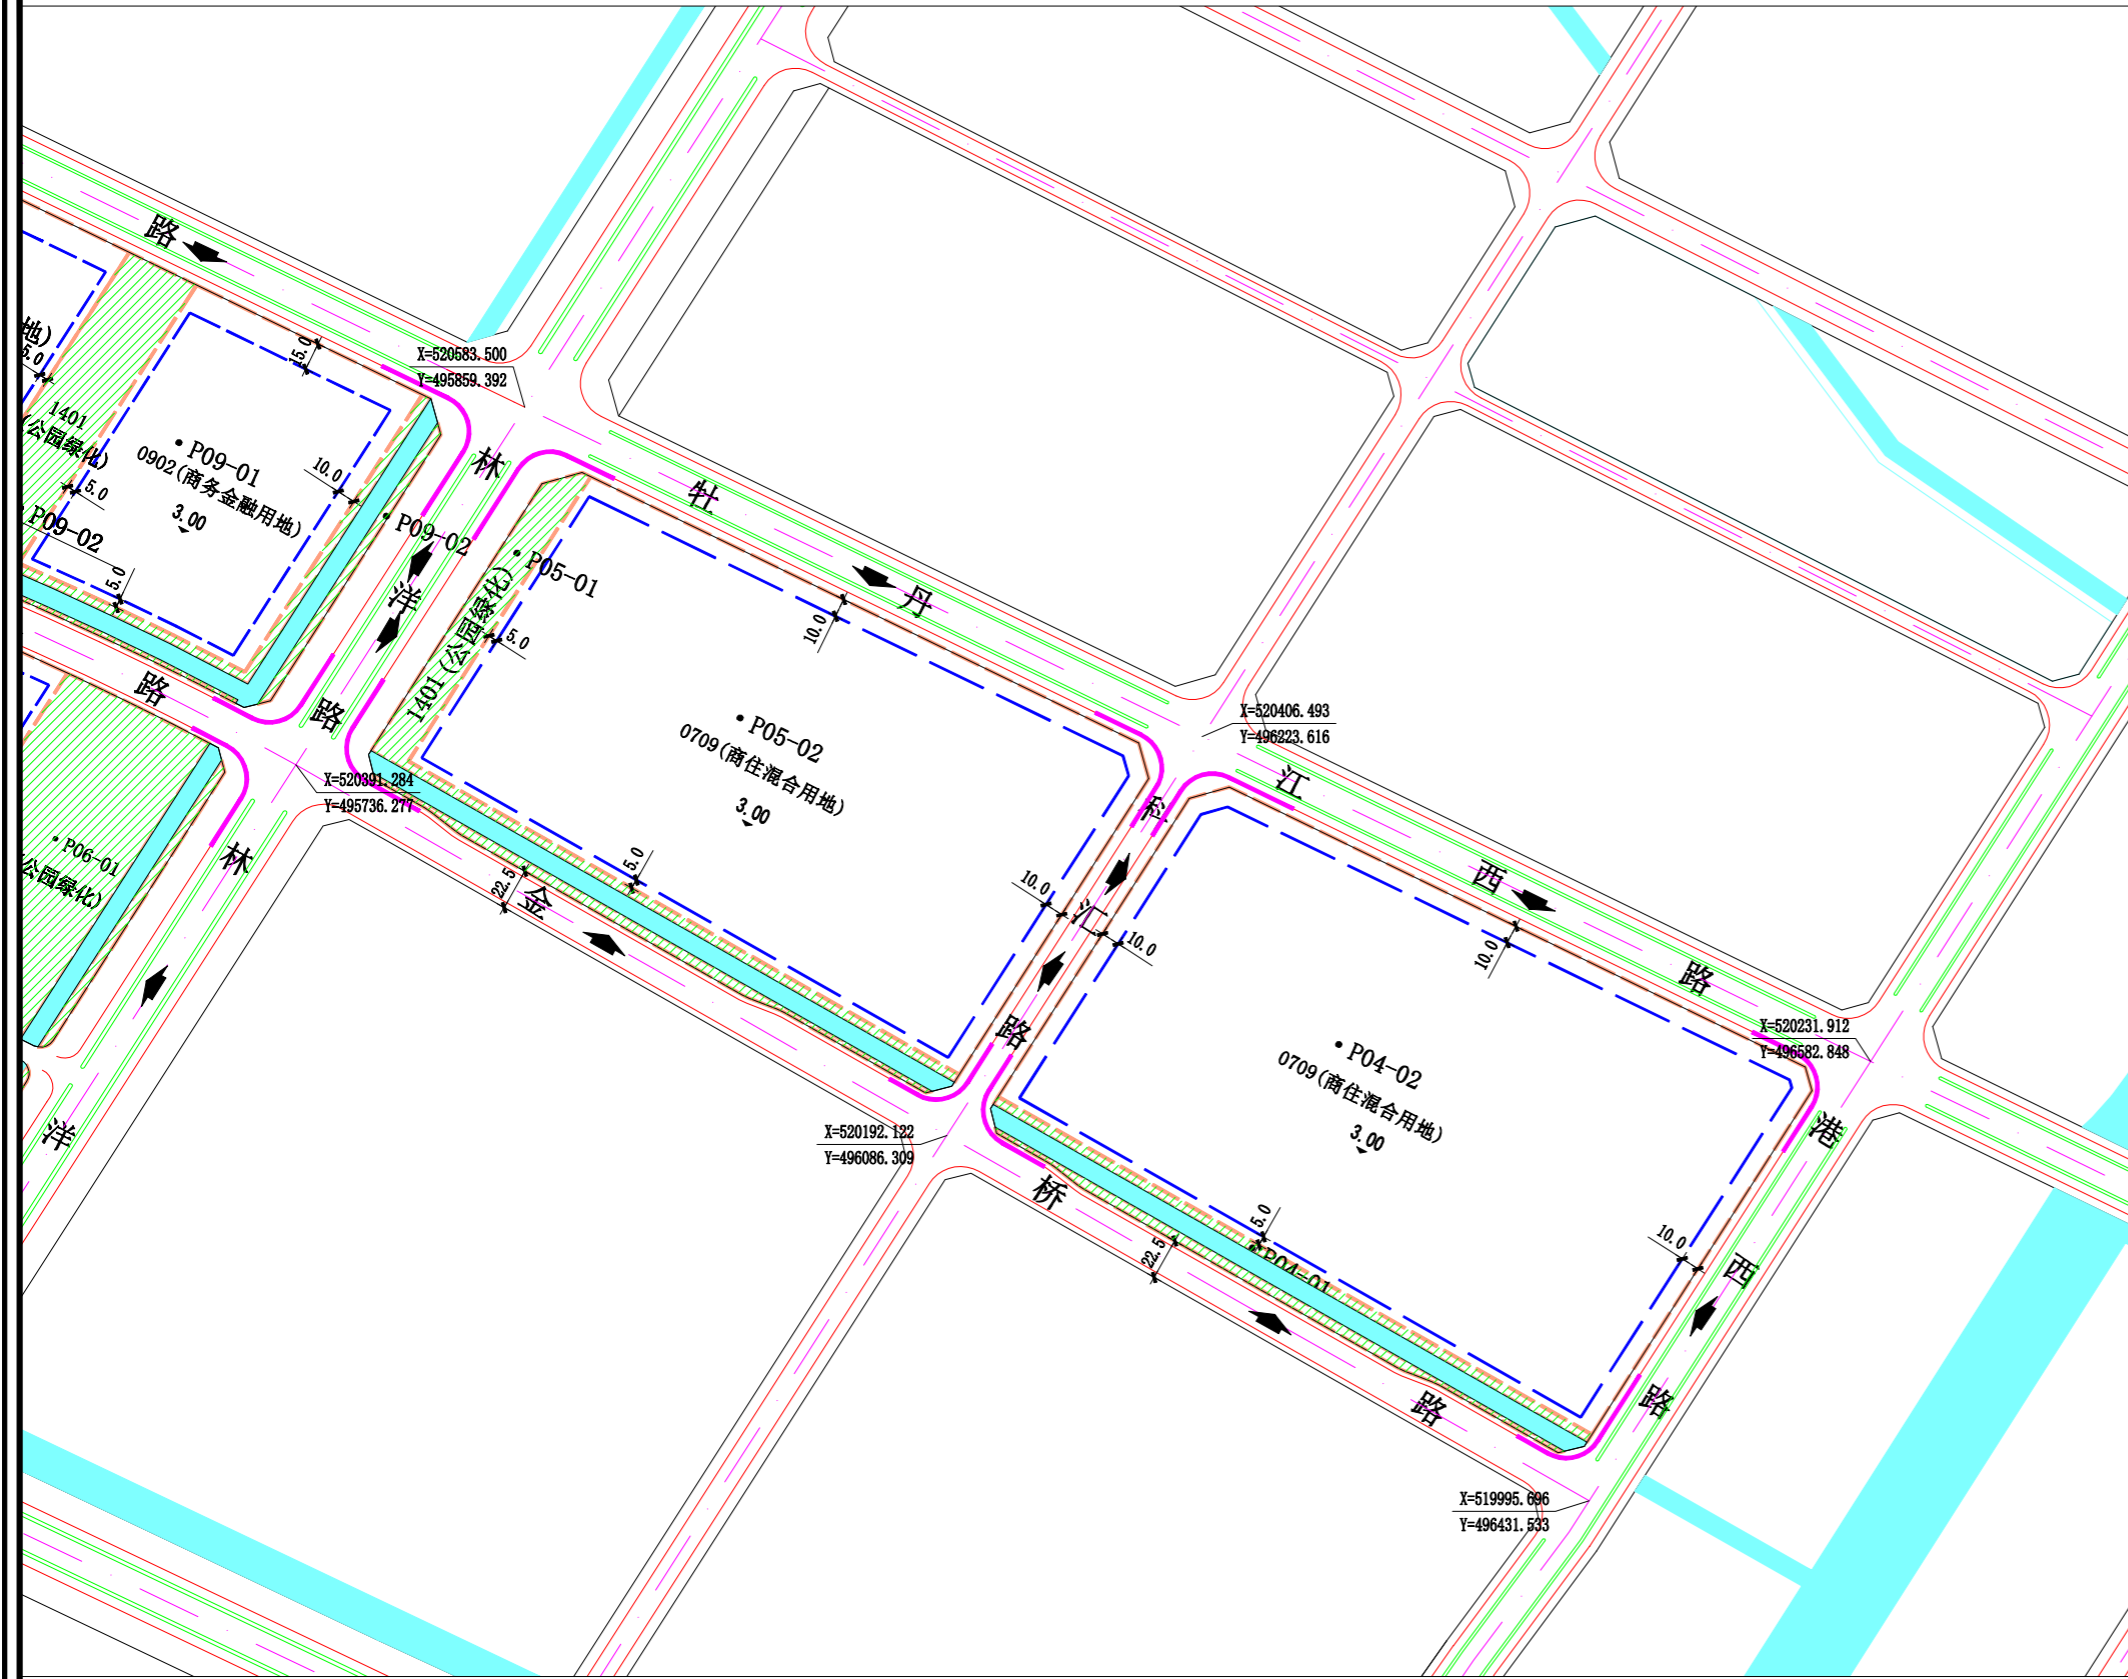 路
地)
5.0
15.0
X=520583.500
Y=495859.392
1401
(公园绿化)
P09-01
0902(商务金融用地)
3.00
10.0
5.0
P09-02
5.0
P09-02
林
洋
路
牡
丹
江
西
路
P05-01
1401(公园绿化)
5.0
10.0
P05-02
0709(商住混合用地)
3.00
X=520406.493
Y=496223.616
路
X=520391.284
Y=495736.277
P06-01
(公园绿化)
林
洋
22.5
金
5.0
10.0
科
汇
路
10.0
10.0
P04-02
0709(商住混合用地)
3.00
X=520231.912
Y=496582.848
港
西
路
X=520192.122
Y=496086.309
桥
22.5
5.0
P04-01
10.0
路
X=519995.696
Y=496431.533